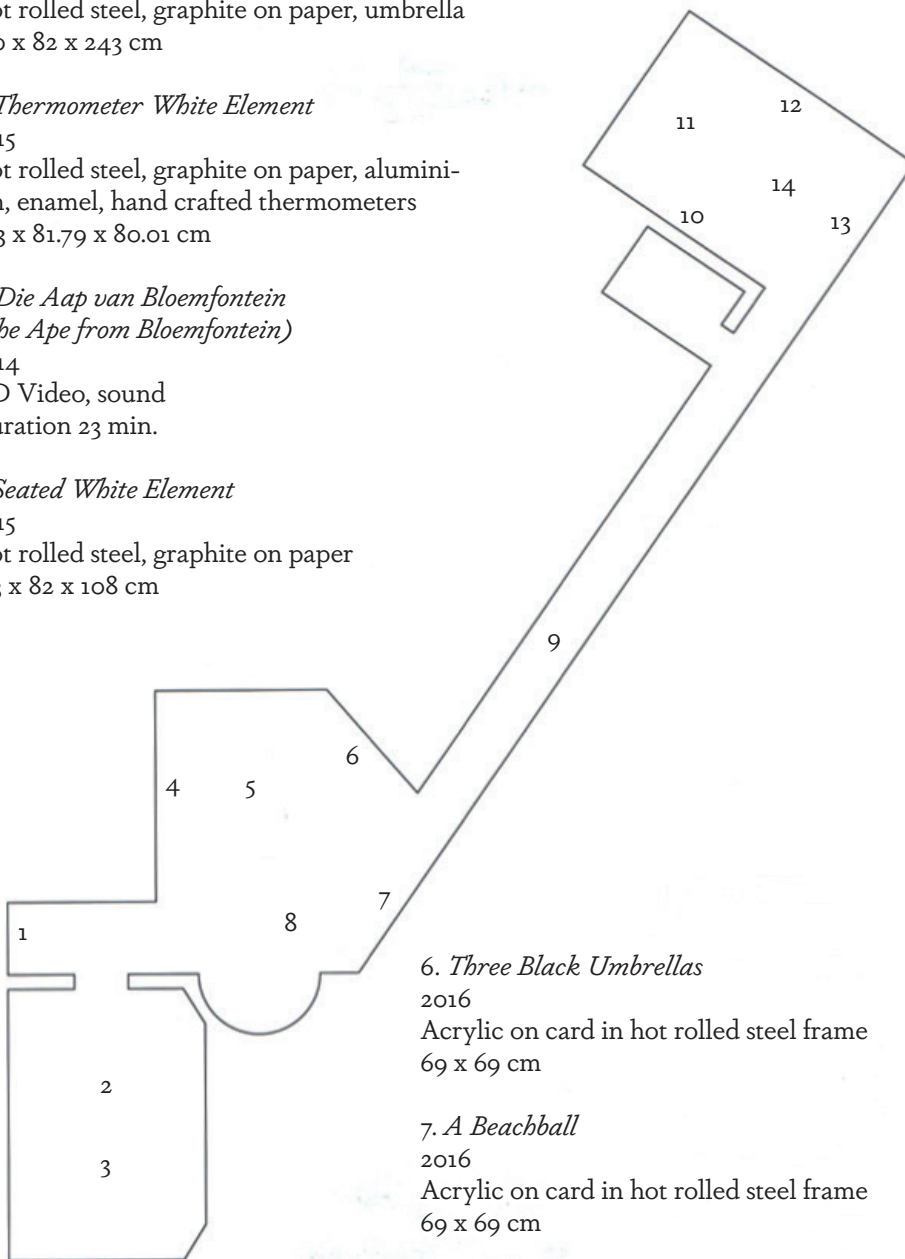 ot rolled steel, graphite on paper, umbrella
x 82 x 243 cm
Thermometer White Element
15
ot rolled steel, graphite on paper, alumini-
enamel, hand crafted thermometers
3 x 81.79 x 80.01 cm
Die Aap van Bloemfontein
he Ape from Bloemfontein)
14
Video, sound
uration 23 min.
Seated White Element
15
ot rolled steel, graphite on paper
x 82 x 108 cm
12
11
14
10
13
9
6
4
5
7
8
1
2
3
6. Three Black Umbrellas
2016
Acrylic on card in hot rolled steel frame
69 x 69 cm
7. A Beachball
2016
Acrylic on card in hot rolled steel frame
69 x 69 cm